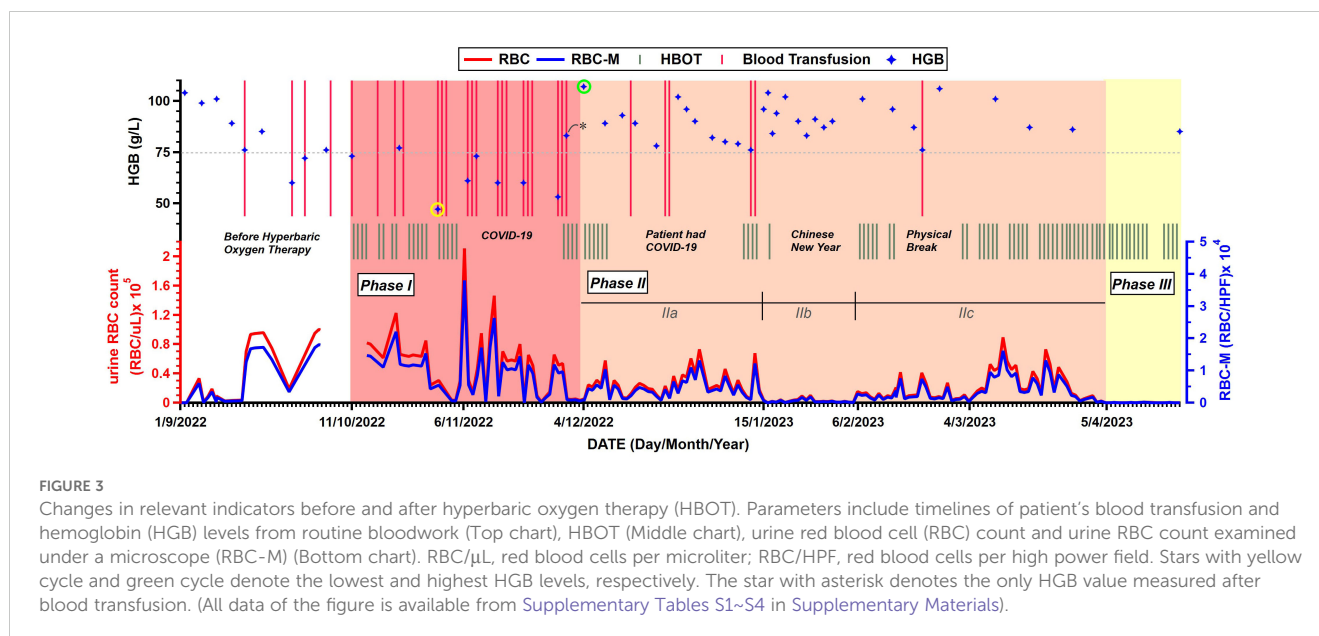 RBC RBC-M HBOT Blood Transfusion HGB
HGB (g/L)
100
75
50
*
Before Hyperbaric
Oxygen Therapy
COVID-19
Patient had
COVID-19
Chinese
New Year
Physical
Break
Phase I
Phase II
Phase III
IIa
IIb
IIc
urine RBC count
(RBC/uL)x 10⁵
2
1.6
1.2
0.8
0.4
0
RBC-M (RBC/HPF)x 10⁴
5
4
3
2
1
0
1/9/2022 11/10/2022 6/11/2022 4/12/2022 15/1/2023 6/2/2023 4/3/2023 5/4/2023
DATE (Day/Month/Year)
FIGURE 3
Changes in relevant indicators before and after hyperbaric oxygen therapy (HBOT). Parameters include timelines of patient's blood transfusion and
hemoglobin (HGB) levels from routine bloodwork (Top chart), HBOT (Middle chart), urine red blood cell (RBC) count and urine RBC count examined
under a microscope (RBC-M) (Bottom chart). RBC/μL, red blood cells per microliter; RBC/HPF, red blood cells per high power field. Stars with yellow
cycle and green cycle denote the lowest and highest HGB levels, respectively. The star with asterisk denotes the only HGB value measured after
blood transfusion. (All data of the figure is available from Supplementary Tables S1~S4 in Supplementary Materials).